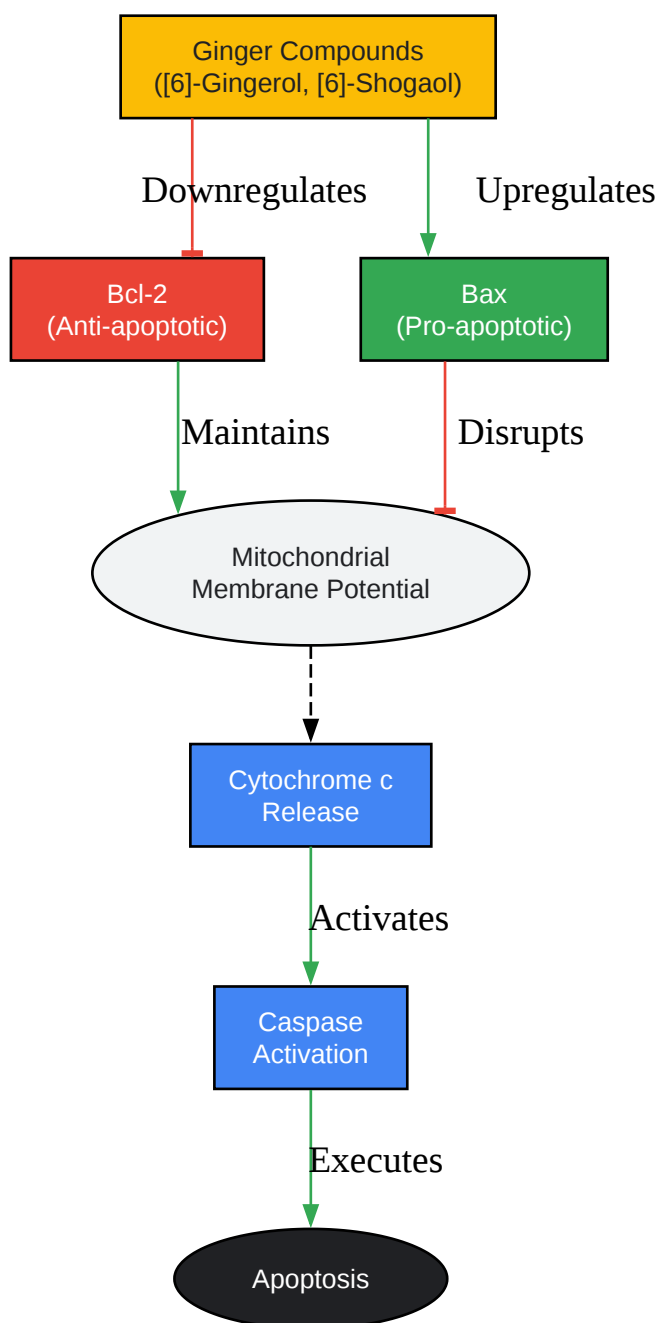 Ginger Compounds
([6]-Gingerol, [6]-Shogaol)
Downregulates
Upregulates
Bcl-2
(Anti-apoptotic)
Bax
(Pro-apoptotic)
Maintains
Disrupts
Mitochondrial
Membrane Potential
Cytochrome c
Release
Activates
Caspase
Activation
Executes
Apoptosis